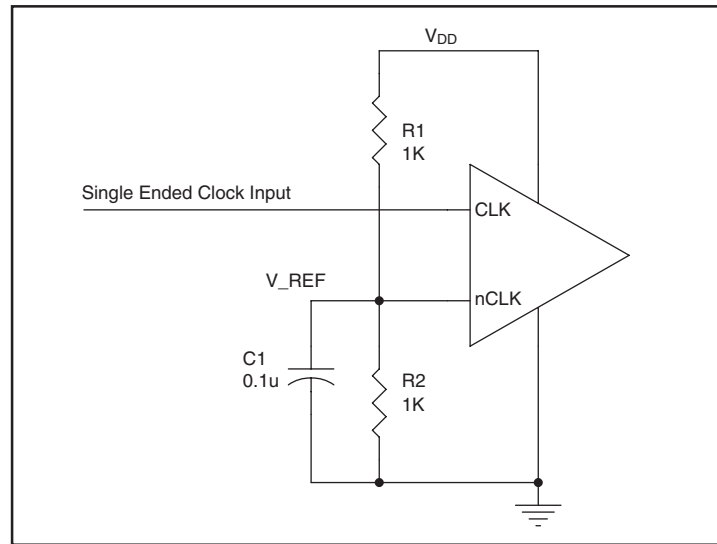 VDD
R1
1K
Single Ended Clock Input
CLK
V_REF
nCLK
C1
0.1u
R2
1K